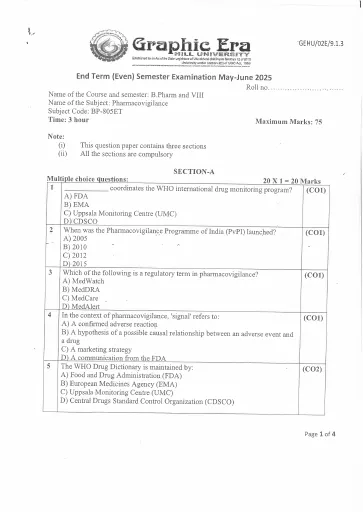 GEHU/02E/9.1.3
Graphic Era
HILL UNIVERSITY
End Term (Even) Semester Examination May-June 2025
Roll no
Name of the Course and semester: B.Pharm and VIII
Name of the Subject: Pharmacovigilance
Subject Code: BP-805ET
Time: 3 hour Maximum Marks: 75
Note:
(i) This question paper contains three sections
(ii) All the sections are compulsory
SECTION-A
Multiple choice questions: 20 X 1 = 20 Marks
1 ____________ coordinates the WHO international drug monitoring program? (CO1)
A) FDA
B) EMA
C) Uppsala Monitoring Centre (UMC)
D) CDSCO
2 When was the Pharmacovigilance Programme of India (PvPI) launched? (CO1)
A) 2005
B) 2010
C) 2012
D) 2015
3 Which of the following is a regulatory term in pharmacovigilance? (CO1)
A) MedWatch
B) MedDRA
C) MedCare
D) MedAlert
4 In the context of pharmacovigilance, 'signal' refers to: (CO1)
A) A confirmed adverse reaction
B) A hypothesis of a possible causal relationship between an adverse event and
a drug
C) A marketing strategy
D) A communication from the FDA
5 The WHO Drug Dictionary is maintained by: (CO2)
A) Food and Drug Administration (FDA)
B) European Medicines Agency (EMA)
C) Uppsala Monitoring Centre (UMC)
D) Central Drugs Standard Control Organization (CDSCO)
Page 1 of 4